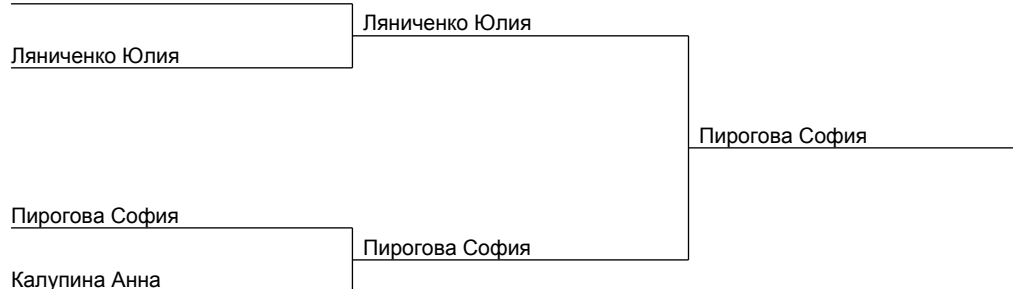 Ляниченко Юлия
Ляниченко Юлия
Пирогова София
Пирогова София
Пирогова София
Калупина Анна